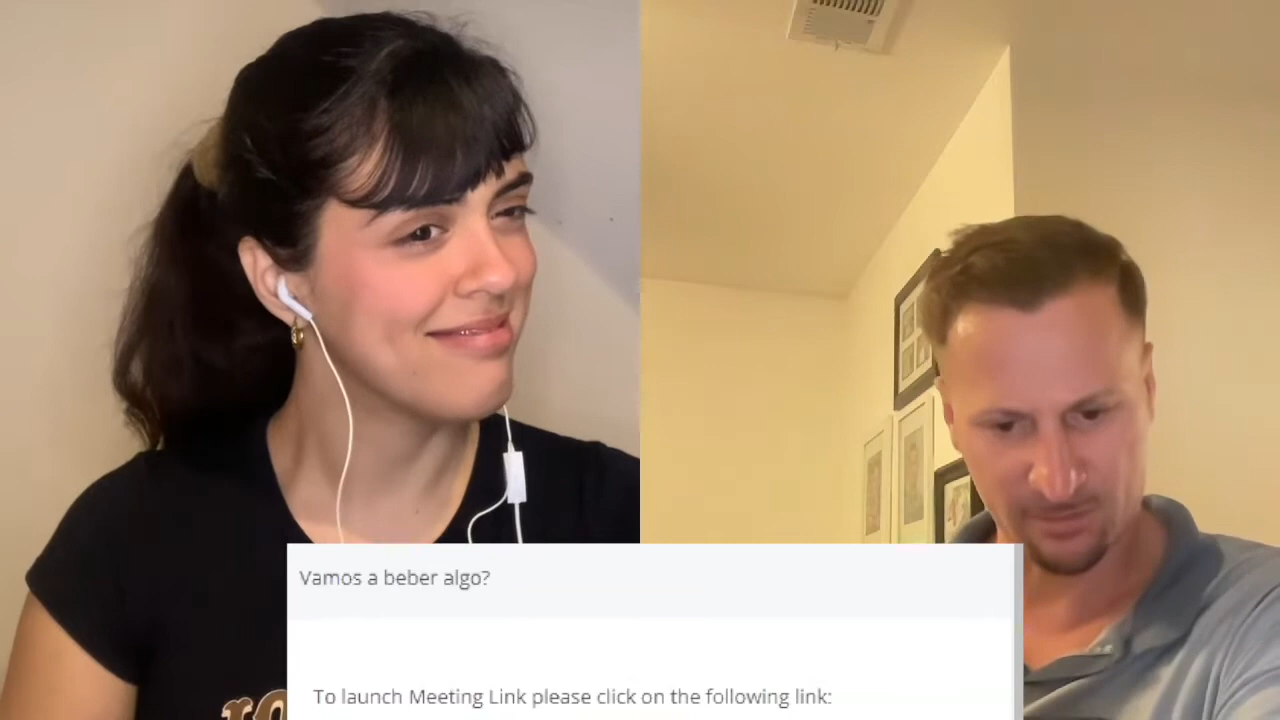 Vamos a beber algo?
To launch Meeting Link please click on the following link: